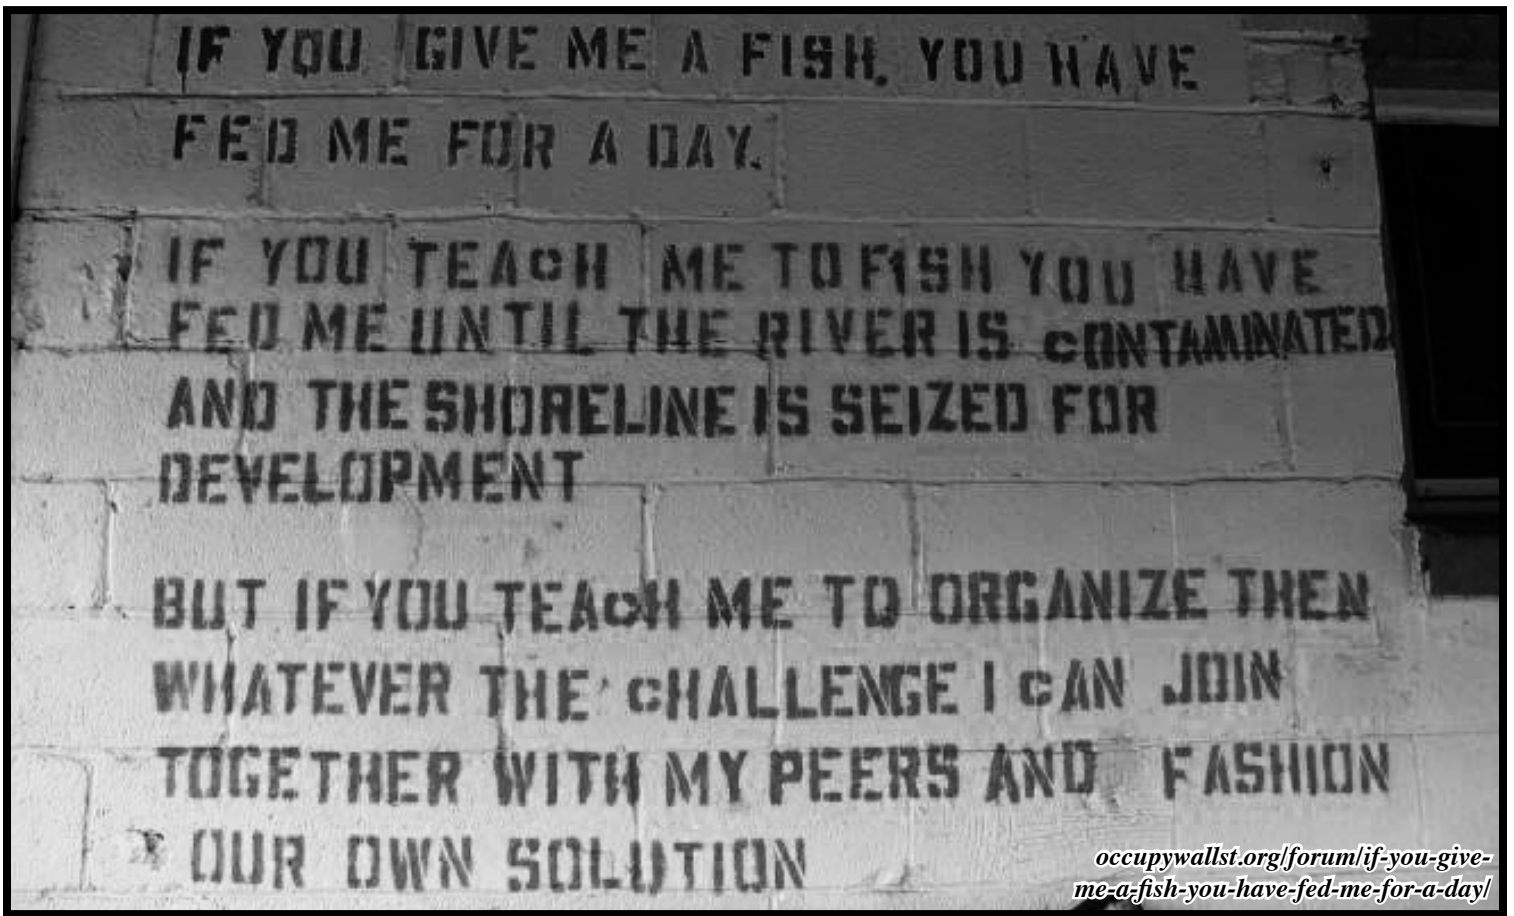 IF YOU GIVE ME A FISH, YOU HAVE
FED ME FOR A DAY.
IF YOU TEAcH ME TO FISH YOU HAVE
FED ME UNTIL THE RIVER IS cONTAMINATED
AND THE SHORELINE IS SEIZED FOR
DEVELOPMENT
BUT IF YOU TEAcH ME TO ORGANIZE THEN
WHATEVER THE cHALLENGE I cAN JOIN
TOGETHER WITH MY PEERS AND FASHION
OUR OWN SOLUTION
occupywallst.org/forum/if-you-give-
me-a-fish-you-have-fed-me-for-a-day/